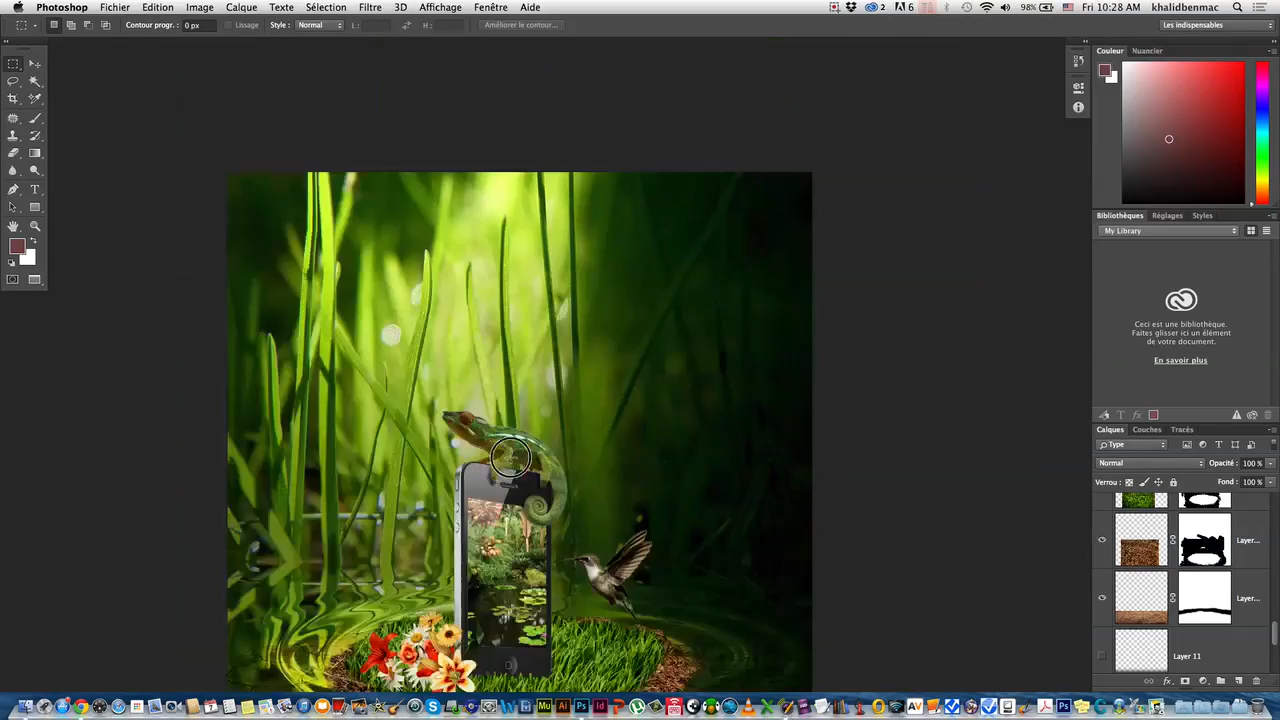 Photoshop Fichier Edition Image Calque Texte Sélection Filtre 3D Affichage Fenêtre Aide
2 6 98% Fri 10:28 AM khalidbenmac
Contour progr. : 0 px Lissage Style : Normal L. : H. : Améliorer le contour... Les indispensables
Couleur Nuancier
Bibliothèques Réglages Styles
My Library
Ceci est une bibliothèque.
Faites glisser ici un élément
de votre document.
En savoir plus
Calques Couches Tracés
Type
Normal Opacité : 100 %
Verrou : Fond : 100 %
Layer...
Layer...
Layer 11